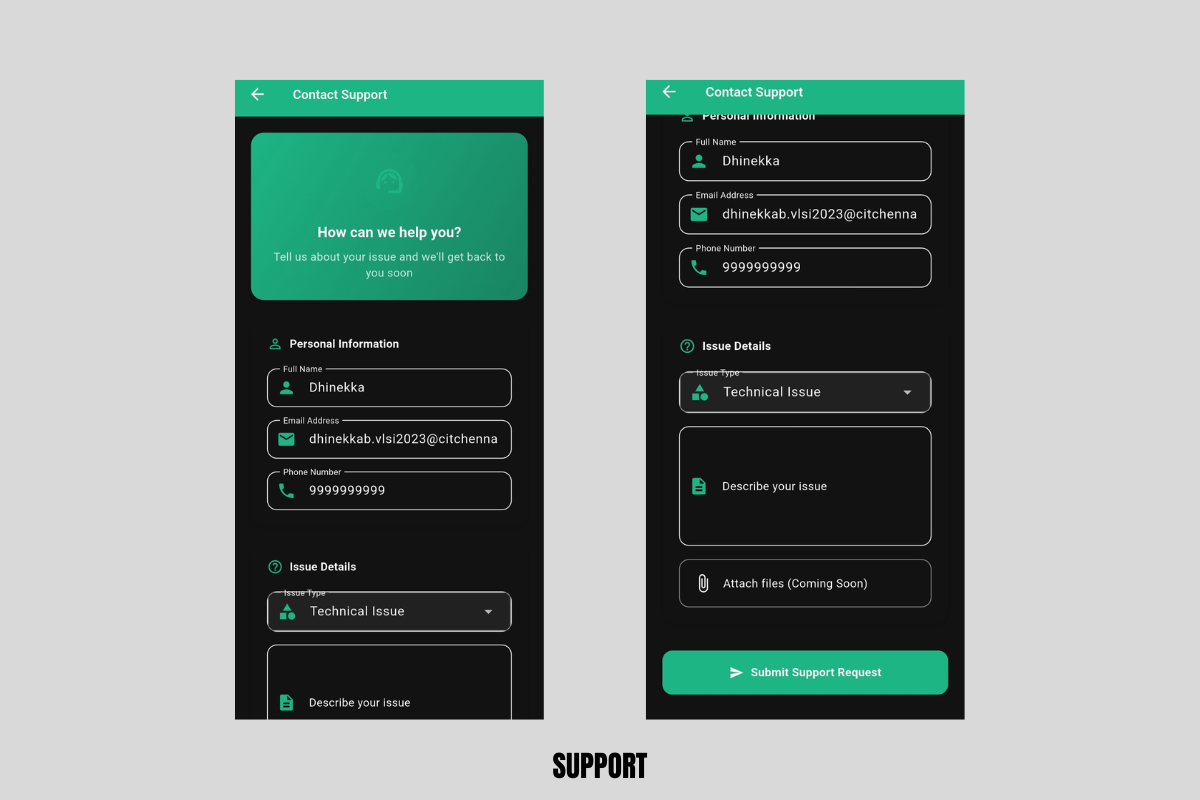 Contact Support
How can we help you?
Tell us about your issue and we'll get back to
you soon
Personal Information
Full Name
Dhinekka
Email Address
dhinekkab.vlsi2023@citchenna
Phone Number
9999999999
Issue Details
Issue Type
Technical Issue
Describe your issue
Contact Support
Personal Information
Full Name
Dhinekka
Email Address
dhinekkab.vlsi2023@citchenna
Phone Number
9999999999
Issue Details
Issue Type
Technical Issue
Describe your issue
Attach files (Coming Soon)
Submit Support Request
SUPPORT